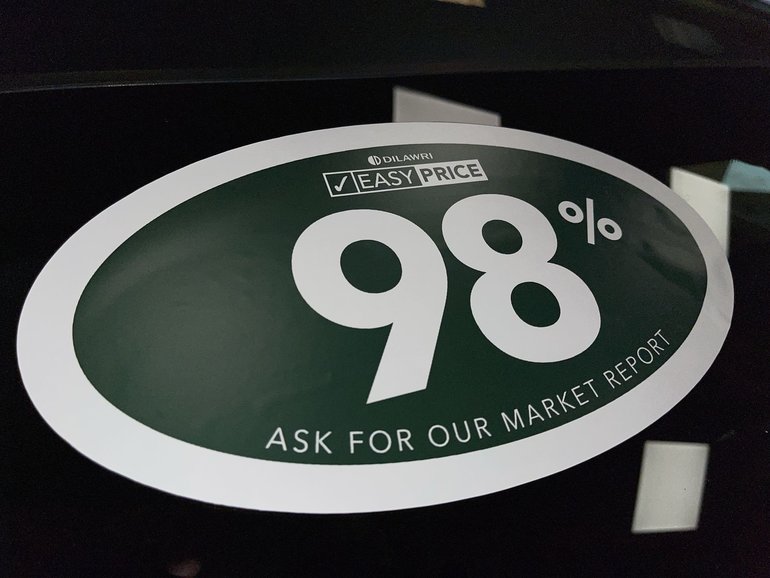 DILAWRI
✓ EASY PRICE
98%
ASK FOR OUR MARKET REPORT